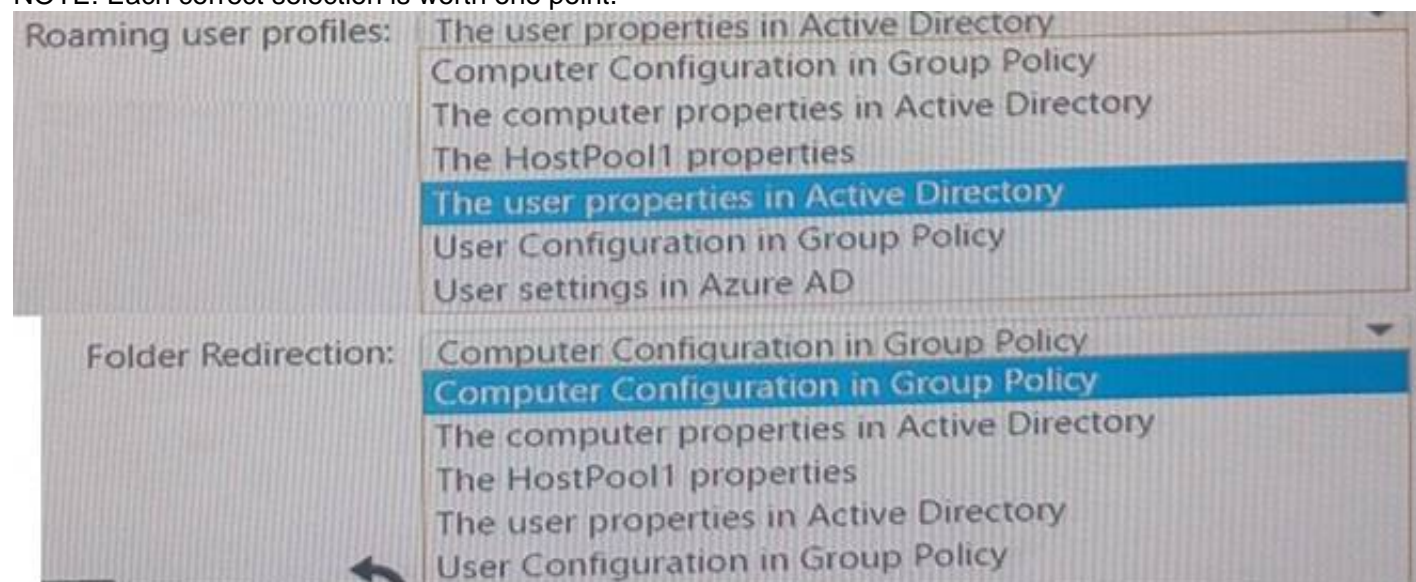 NOTE: Each correct selection is worth one point.
Roaming user profiles: The user properties in Active Directory
Computer Configuration in Group Policy
The computer properties in Active Directory
The HostPool1 properties
The user properties in Active Directory
User Configuration in Group Policy
User settings in Azure AD
Folder Redirection: Computer Configuration in Group Policy
Computer Configuration in Group Policy
The computer properties in Active Directory
The HostPool1 properties
The user properties in Active Directory
User Configuration in Group Policy